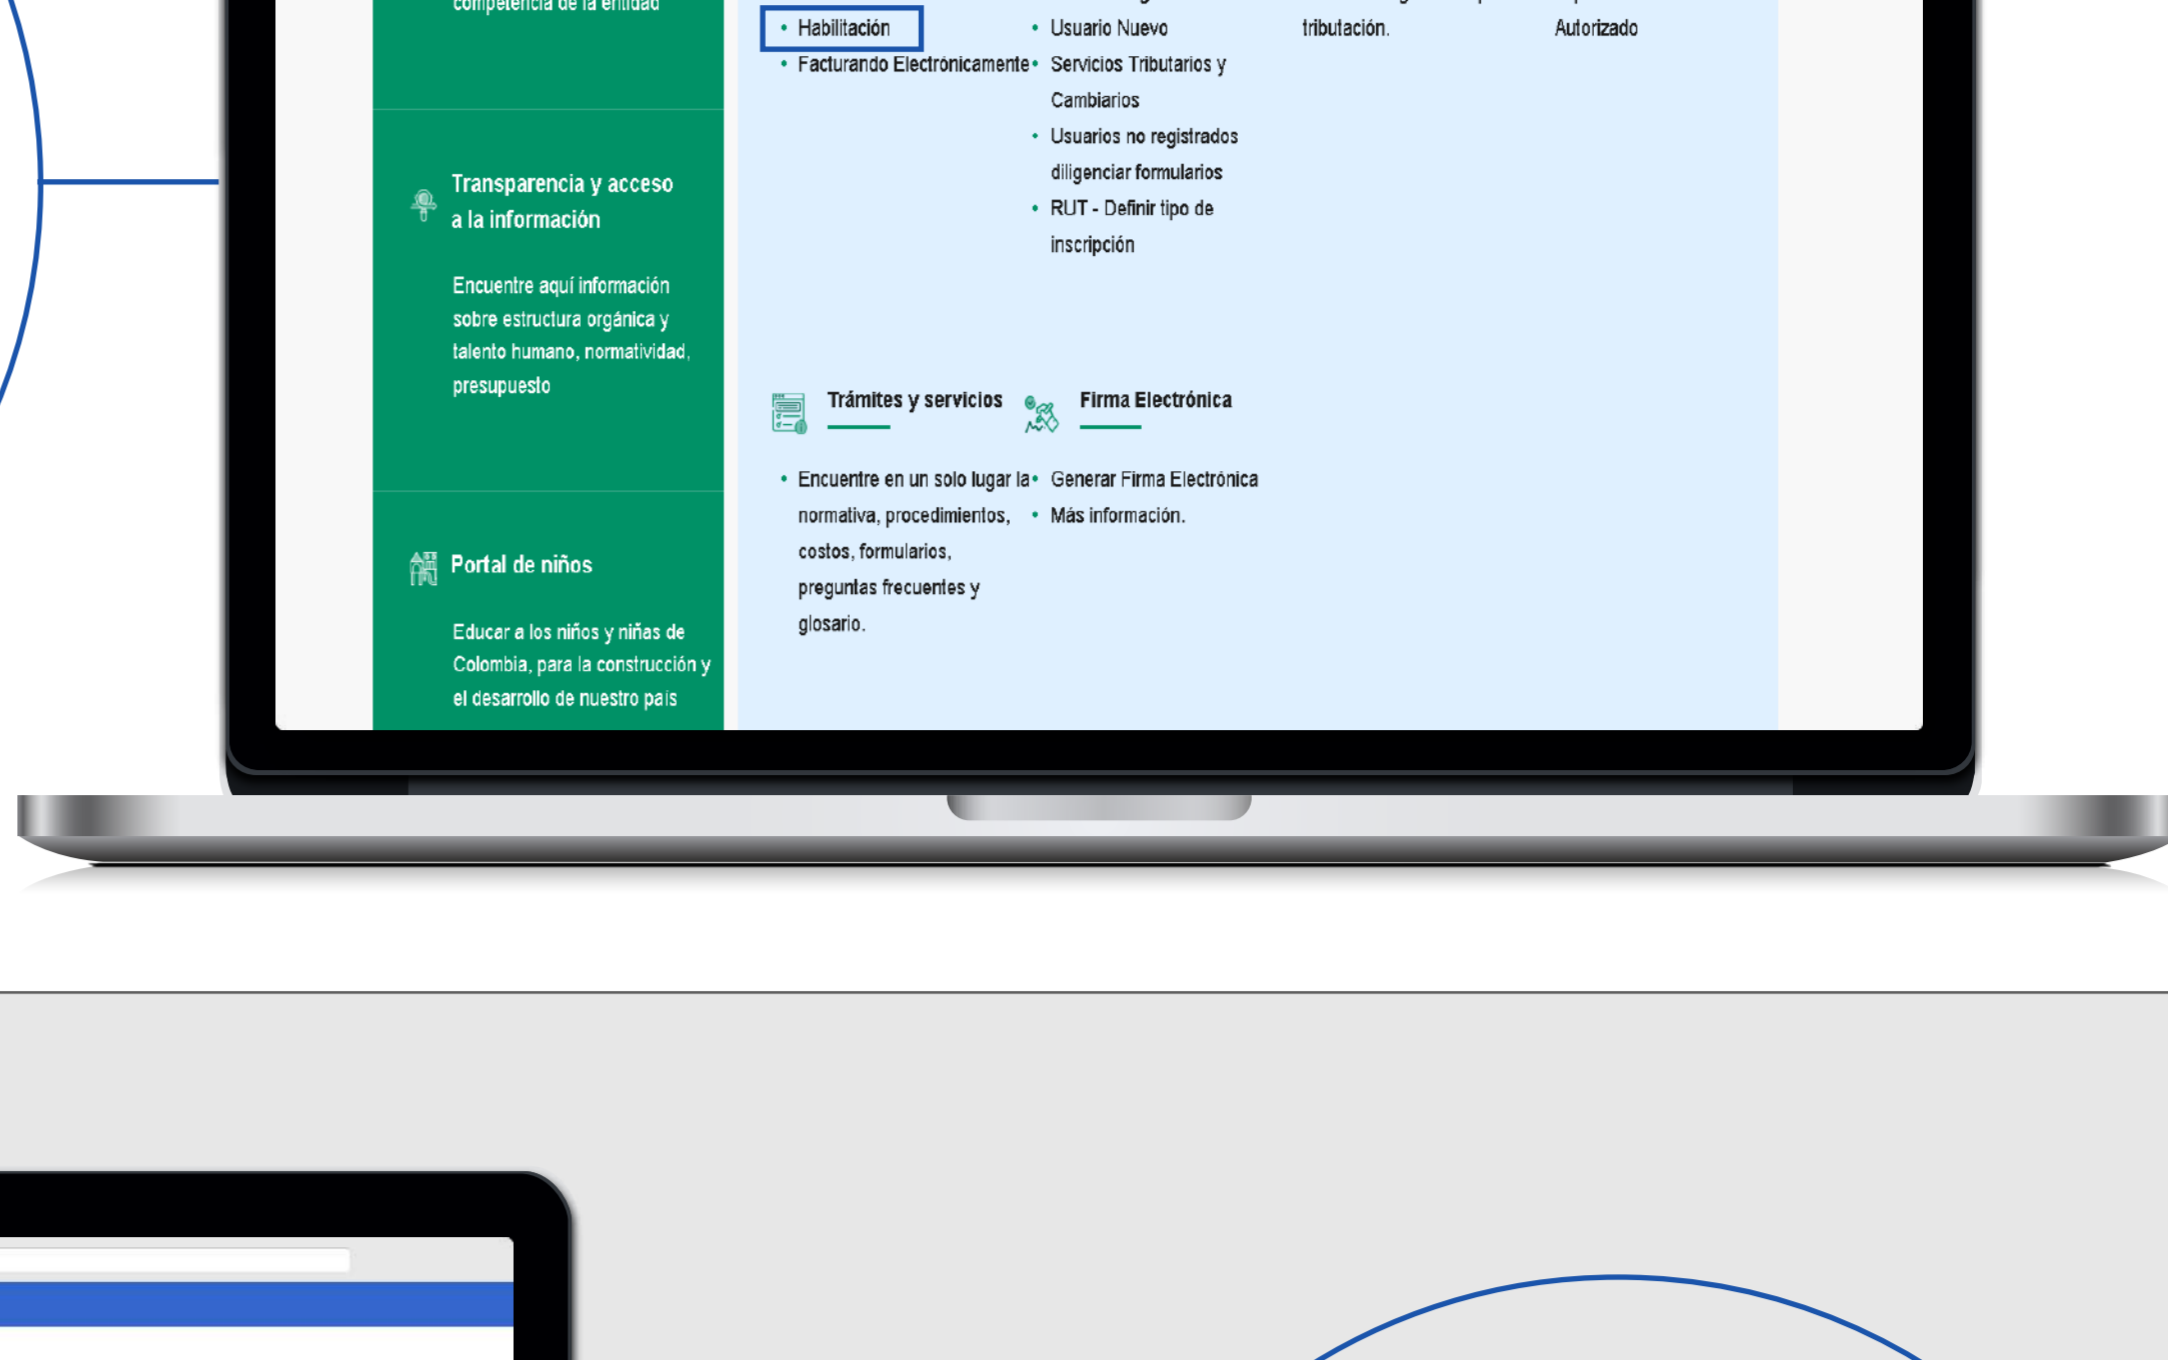 competencia de la entidad
Transparencia y acceso
a la información
Encuentre aquí información
sobre estructura orgánica y
talento humano, normatividad,
presupuesto
Portal de niños
Educar a los niños y niñas de
Colombia, para la construcción y
el desarrollo de nuestro país
• Habilitación
• Facturando Electrónicamente
• Usuario Nuevo
• Servicios Tributarios y
Cambiarios
• Usuarios no registrados
diligenciar formularios
• RUT - Definir tipo de
inscripción
tributación.
Autorizado
Trámites y servicios
• Encuentre en un solo lugar la
normativa, procedimientos,
costos, formularios,
preguntas frecuentes y
glosario.
Firma Electrónica
• Generar Firma Electrónica
• Más información.